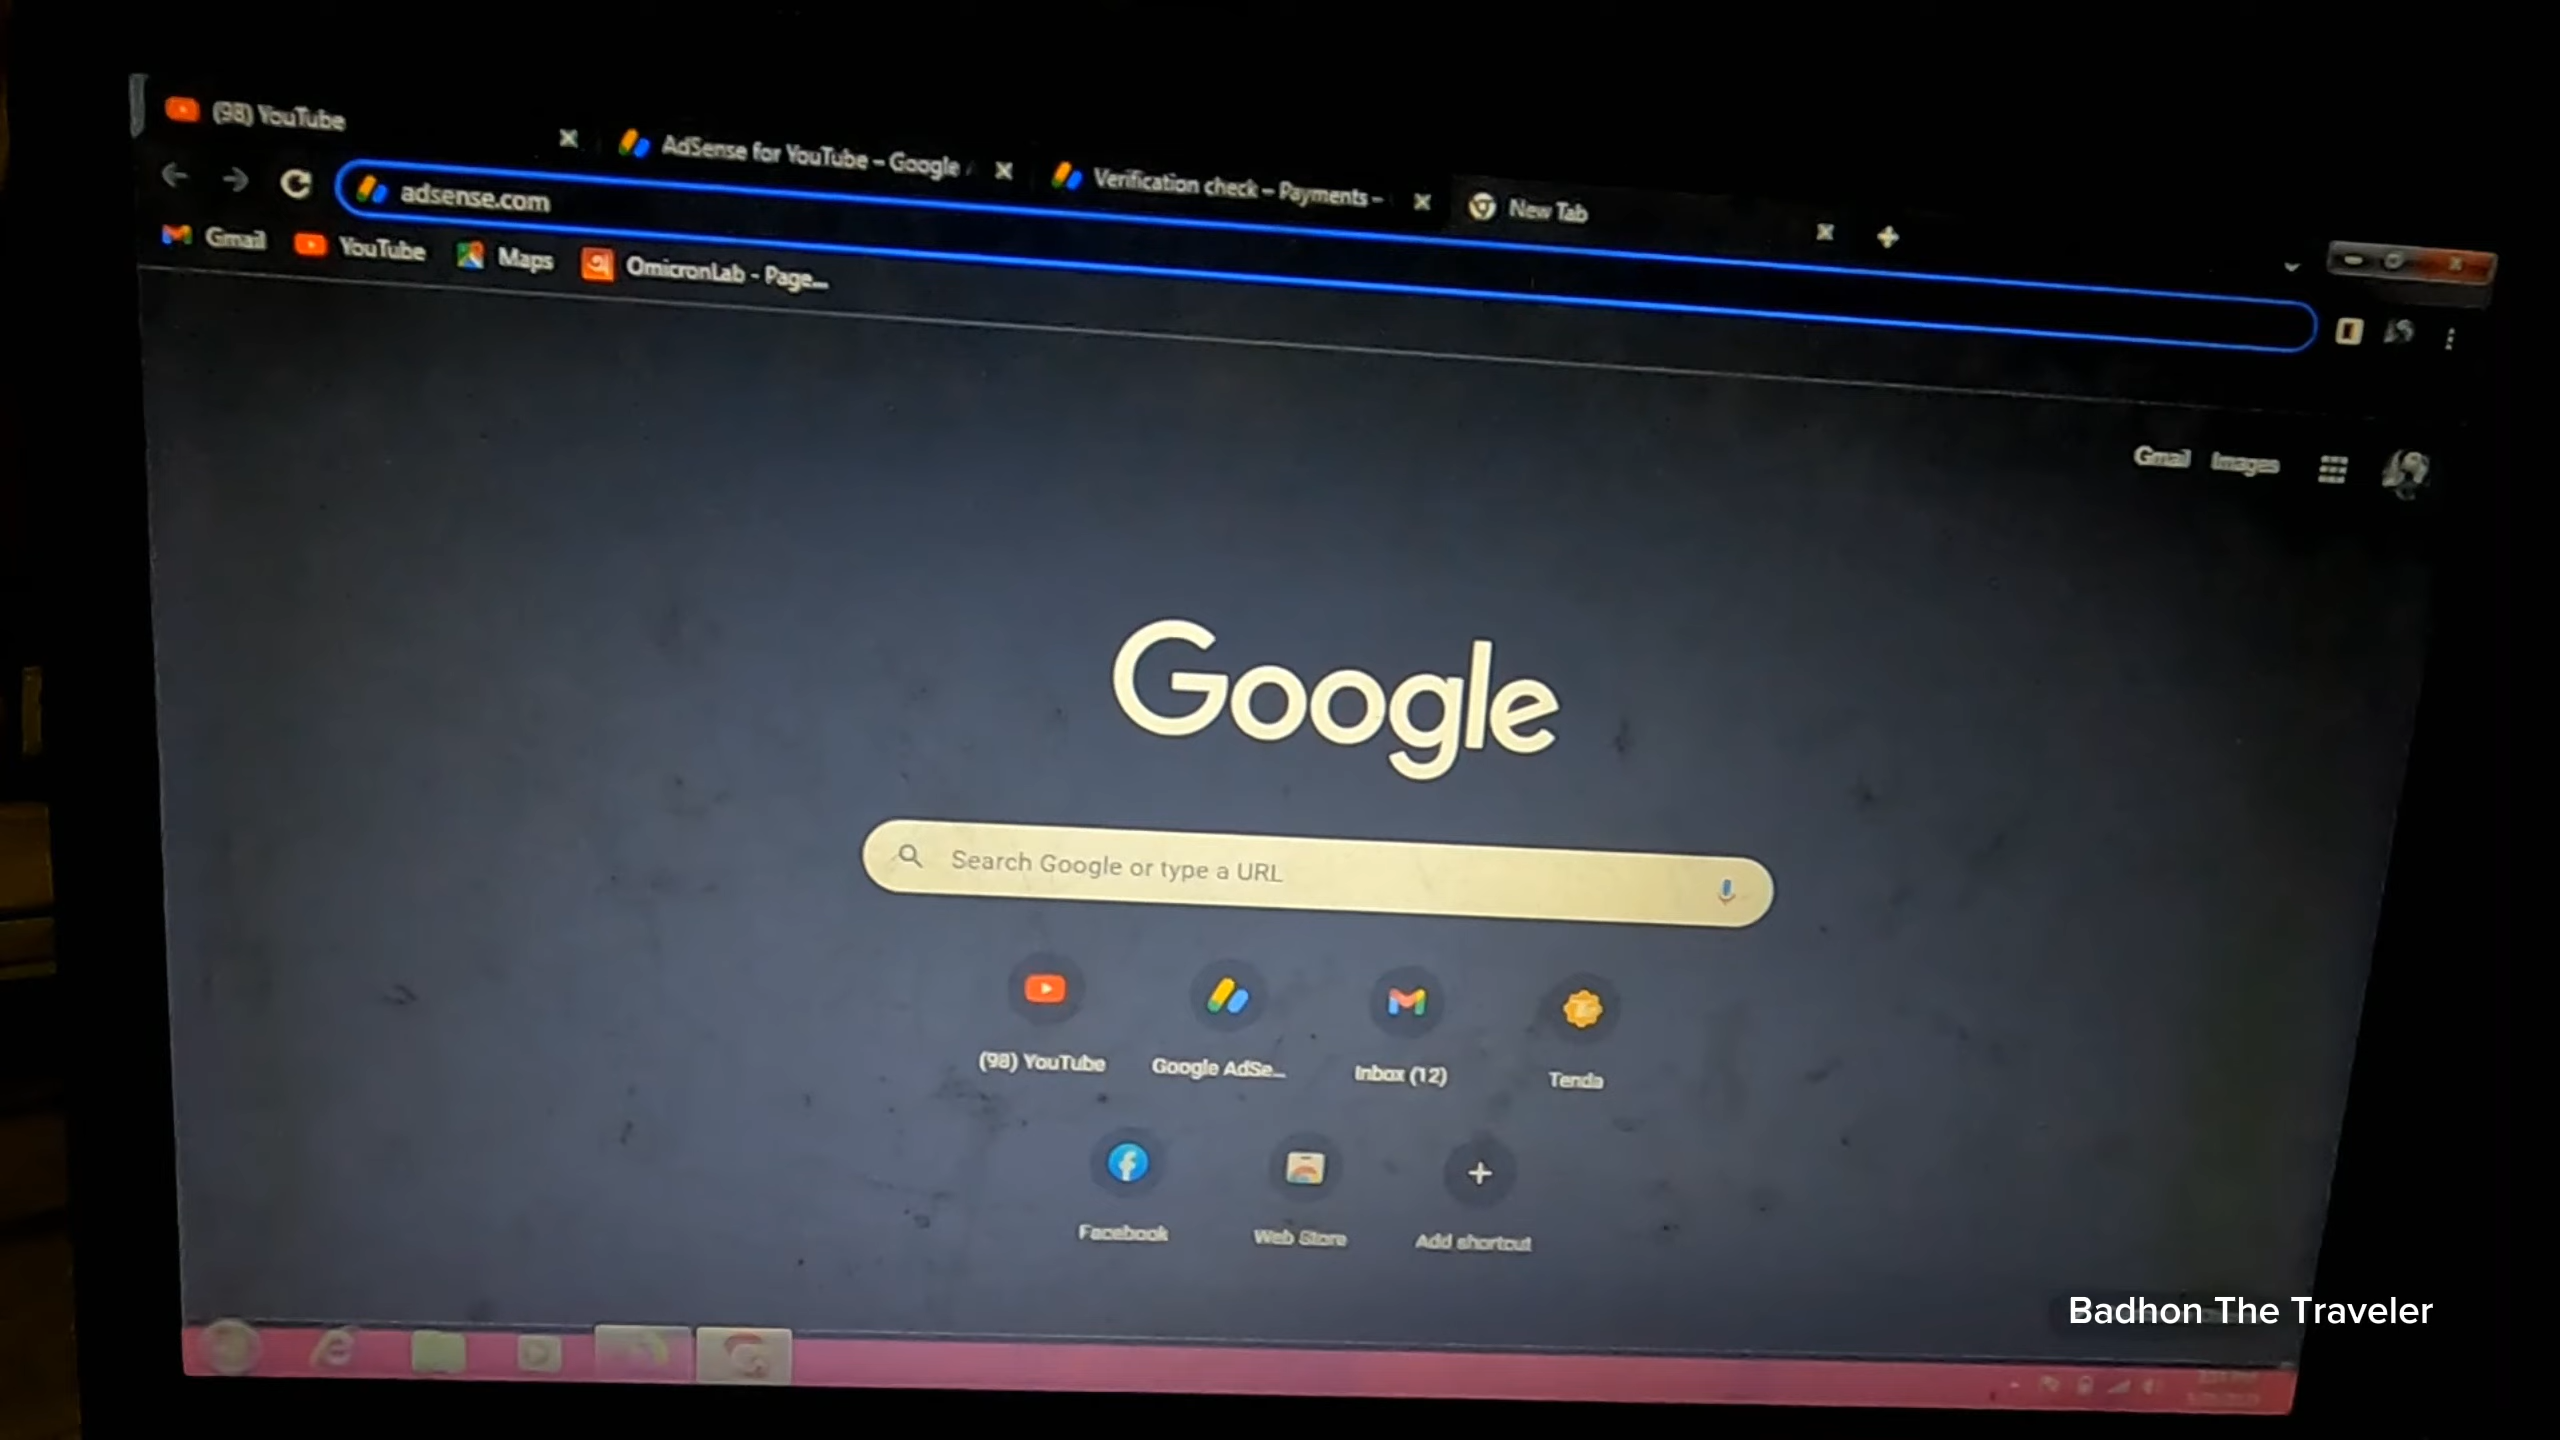 (98) YouTube
AdSense for YouTube – Google
Verification check – Payments –
New Tab
adsense.com
Gmail
YouTube
Maps
OmicronLab - Page...
Gmail
Images
Google
Search Google or type a URL
(98) YouTube
Google AdSe...
Inbox (12)
Tenda
Facebook
Web Store
Add shortcut
Badhon The Traveler